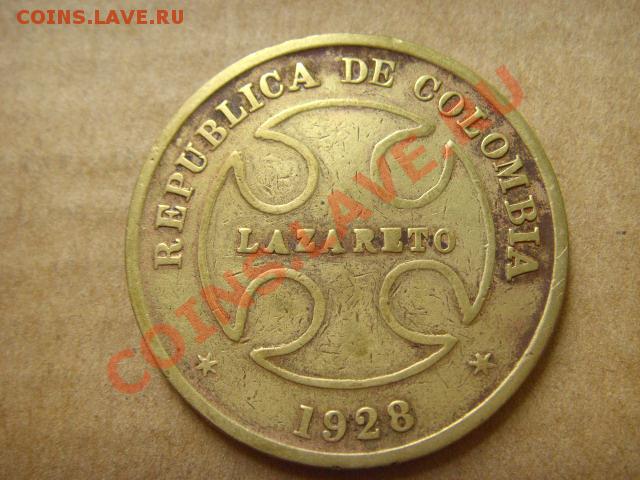 COINS.LAVE.RU
REPUBLICA DE COLOMBIA
LAZARETO
1928
COINS.LAVE.RU